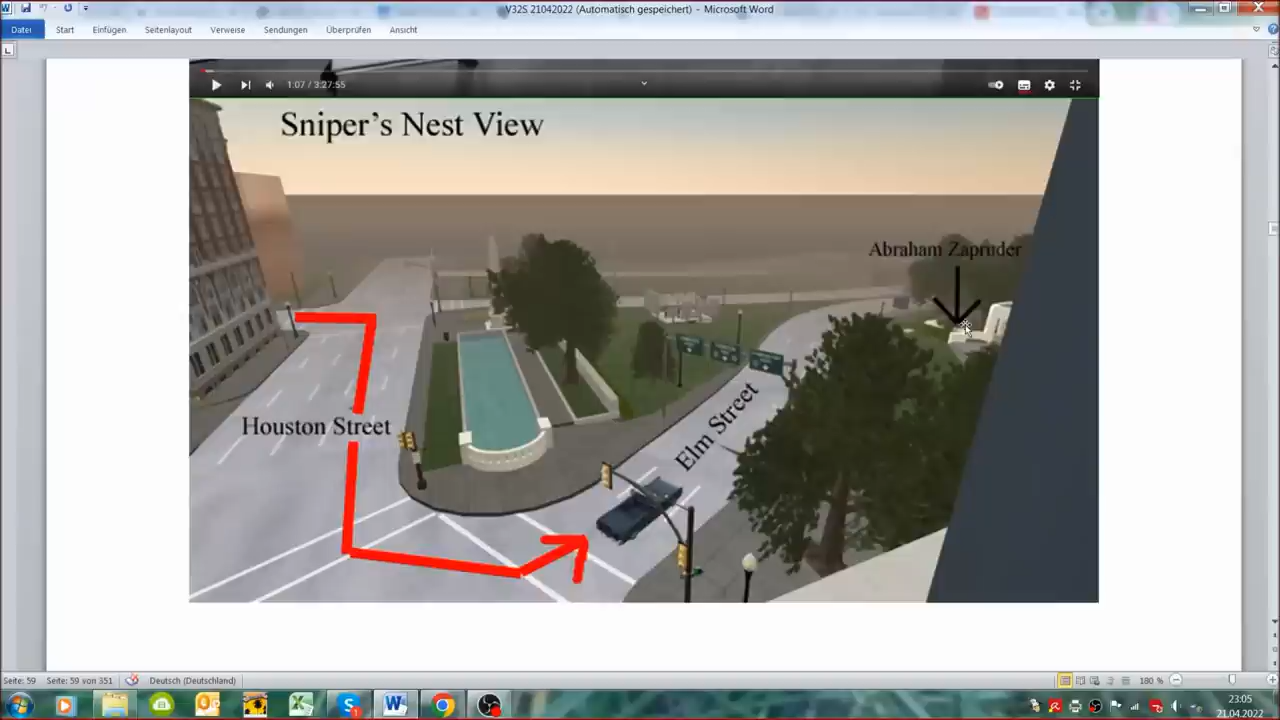 V32S 21042022 (Automatisch gespeichert) - Microsoft Word
Datei Start Einfügen Seitenlayout Verweise Sendungen Überprüfen Ansicht
1:07 / 3:27:55
Sniper's Nest View
Abraham Zapruder
Houston Street
Elm Street
Seite: 59 Seite: 59 von 351 Deutsch (Deutschland) 180 %
23:05
21.04.2022